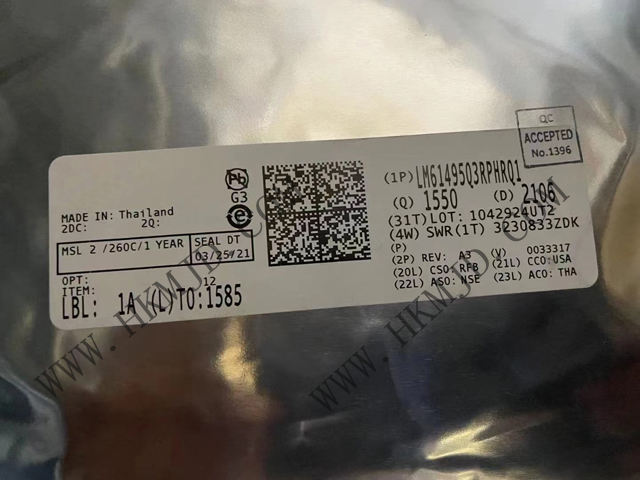 QC
ACCEPTED
No.1396
Pb
G3
e
MADE IN: Thailand
2DC: 2Q:
MSL 2 /260C/1 YEAR
SEAL DT
03/25/21
OPT:
ITEM: 12
LBL: 1A (L)TO:1585
(1P) LM61495Q3RPHRQ1
(Q) 1550 (D) 2106
(31T)LOT: 1042924UT2
(4W) SWR(1T) 3230833ZDK
(P)
(2P) REV: A3 (V) 0033317
(20L) CSO: RFB (21L) CCO:USA
(22L) ASO: NSE (23L) ACO: THA
WWW.HKMJD.COM
WWW.HKMJD.COM